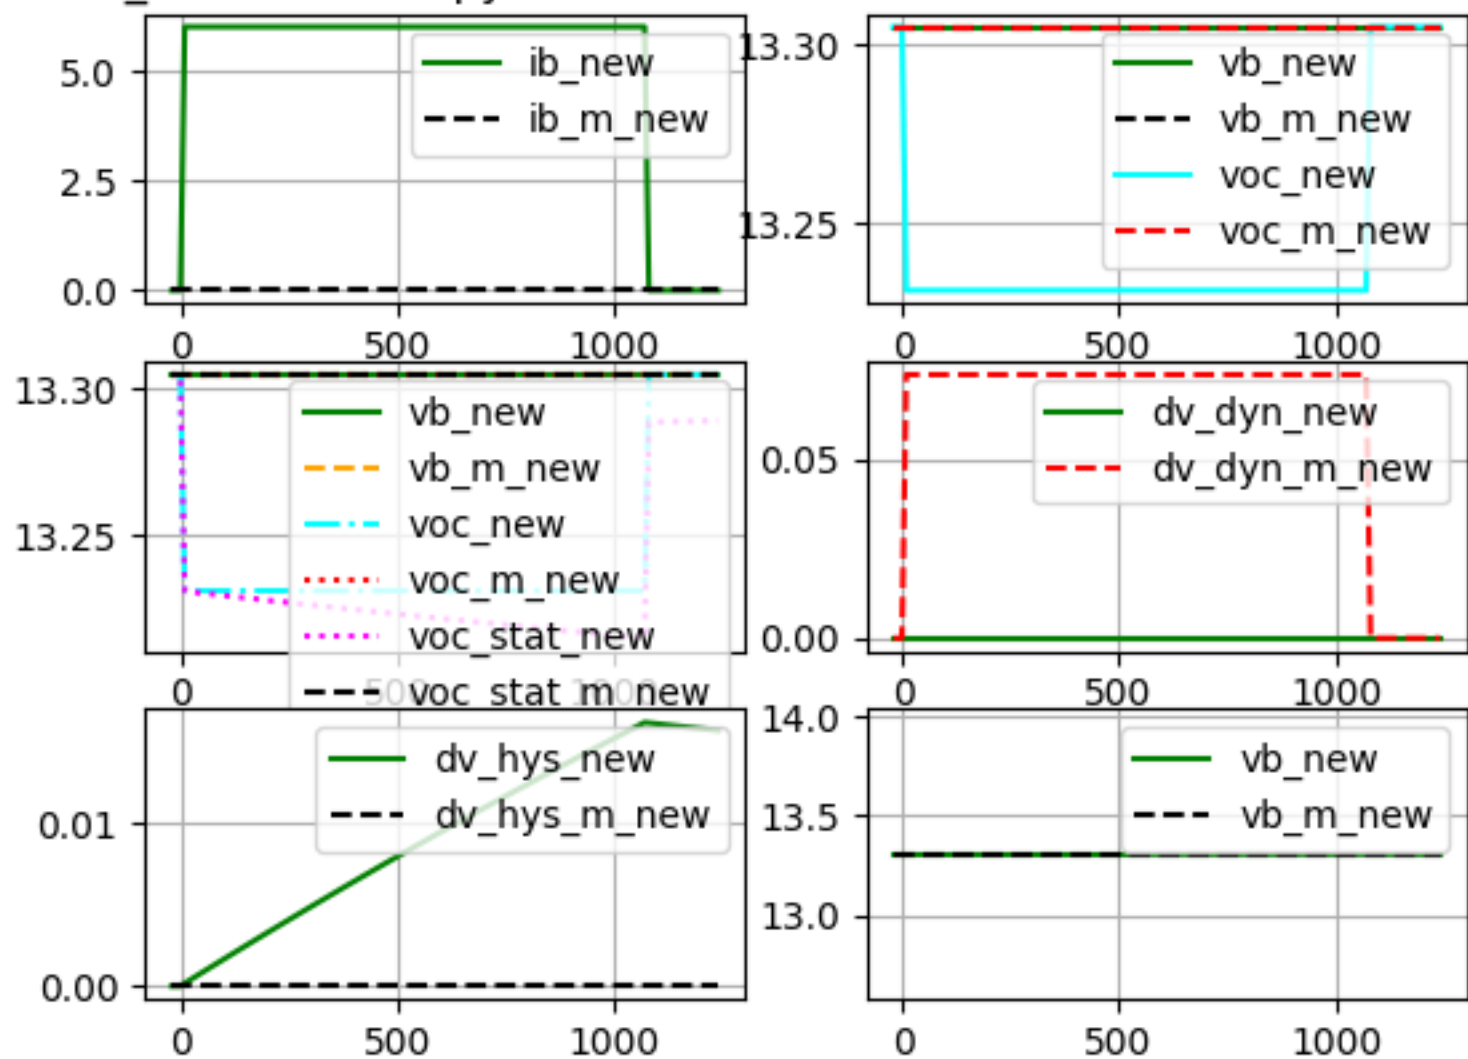 5.0
2.5
0.0
ib_new
ib_m_new
0 500 1000
13.30
13.25
vb_new
vb_m_new
voc_new
voc_m_new
0 500 1000
13.30
13.25
vb_new
vb_m_new
voc_new
voc_m_new
voc_stat_new
voc_stat_m_new
0 500 1000
0.05
0.00
dv_dyn_new
dv_dyn_m_new
0 500 1000
0.01
0.00
dv_hys_new
dv_hys_m_new
0 500 1000
14.0
13.5
13.0
vb_new
vb_m_new
0 500 1000